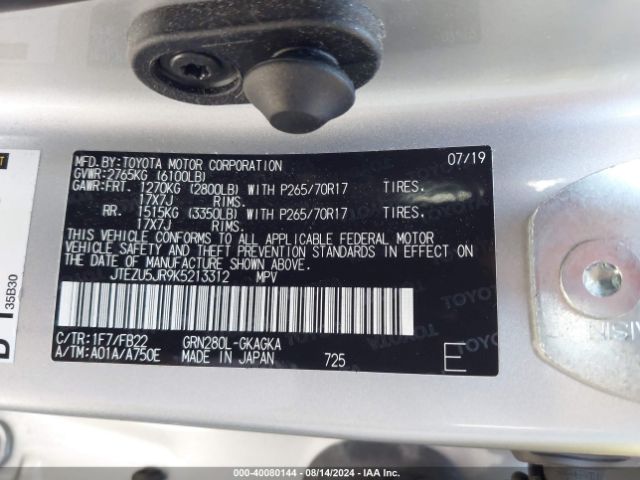 MFD.BY:TOYOTA MOTOR CORPORATION 07/19
GVWR:2765KG (6100LB)
GAWR:FRT. 1270KG (2800LB) WITH P265/70R17 TIRES.
17X7J RIMS.
RR. 1515KG (3350LB) WITH P265/70R17 TIRES.
17X7J RIMS.
THIS VEHICLE CONFORMS TO ALL APPLICABLE FEDERAL MOTOR
VEHICLE SAFETY AND THEFT PREVENTION STANDARDS IN EFFECT ON
THE DATE OF MANUFACTURE SHOWN ABOVE.
JTEZU5JR9K5213312 MPV
C/TR:1F7/FB22 GRN280L-GKAGKA
A/TM:A01A/A750E MADE IN JAPAN 725 E
35B30
000-40080144 — 08/14/2024 — IAA Inc.